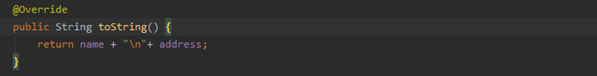 @Override
public String toString() {
    return name + "\n"+ address;
}